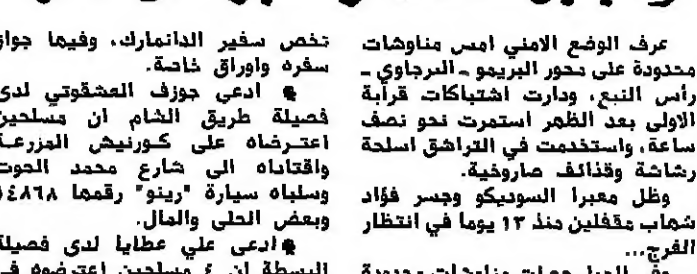 عرف الوضع الامني امس مناوشات
محدودة على محور البريمو ـ البرجاوي ـ
رأس النبع، ودارت اشتباكات قرابة
الاولى بعد الظهر استمرت نحو نصف
ساعة، واستخدمت في التراشق اسلحة
رشاشة وقذائف صاروخية.
وظل معبرا السوديكو وجسر فؤاد
شهاب مقفلين منذ ١٣ يوما في انتظار
الفرج...
تخص سفير الدانمارك، وفيها جواز
سفره واوراق خاصة.
● ادعى جوزف العشقوتي لدى
فصيلة طريق الشام ان مسلحين
اعترضاه على كورنيش المزرعة
واقتاداه الى شارع محمد الحوت
وسلباه سيارة "رينو" رقمها ١٤٨٦٨
وبعض الحلى والمال.
● ادعى علي عطايا لدى فصيلة
البسطة ان ٤ مسلحين اعترضوه في